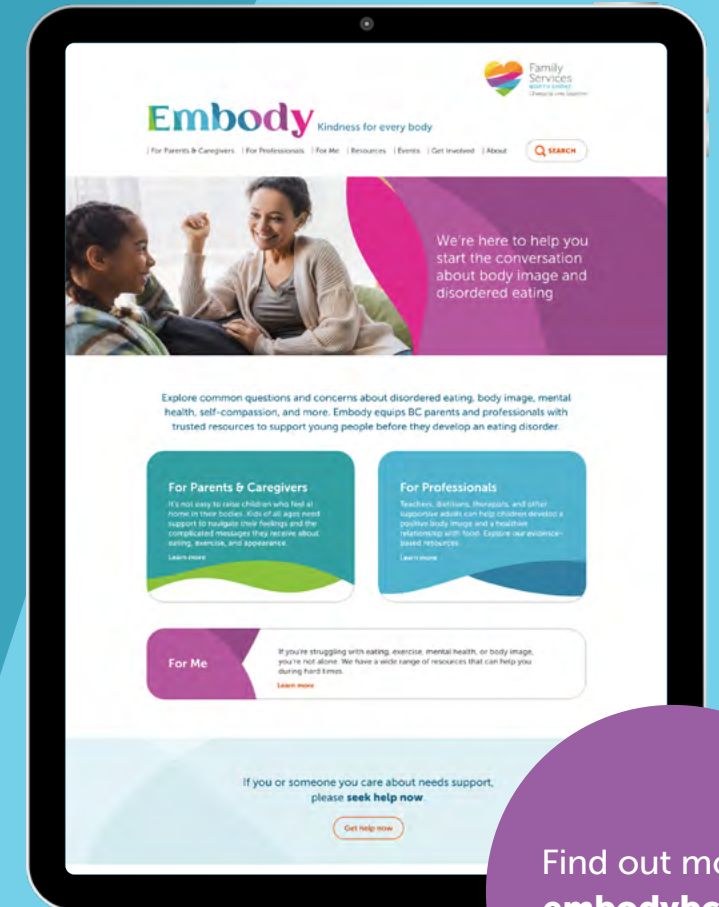 Family
Services
NORTH SHORE
Embody
Kindness for every body
| For Parents & Caregivers | For Professionals | For Me | Resources | Events | Get Involved | About
SEARCH
We're here to help you
start the conversation
about body image and
disordered eating
Explore common questions and concerns about disordered eating, body image, mental
health, self-compassion, and more. Embody equips BC parents and professionals with
trusted resources to support young people before they develop an eating disorder.
For Parents & Caregivers
It's not easy to raise children who feel at
home in their bodies. Kids of all ages need
support to navigate their feelings and the
complicated messages they receive about
eating, exercise, and appearance.
Learn more
For Professionals
Teachers, dietitians, therapists, and other
supportive adults can help children develop a
positive body image and a healthier
relationship with food. Explore our evidence-
based resources.
Learn more
For Me
If you're struggling with eating, exercise, mental health, or body image,
you're not alone. We have a wide range of resources that can help you
during hard times.
Learn more
If you or someone you care about needs support,
please seek help now.
Get help now
Find out mo